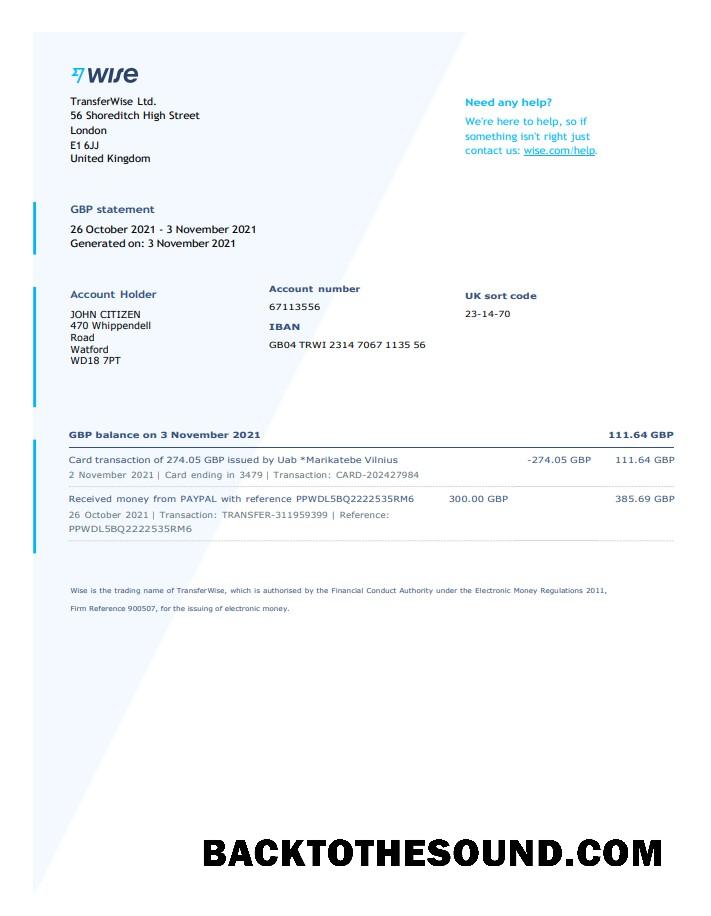 wise
TransferWise Ltd.
56 Shoreditch High Street
London
E1 6JJ
United Kingdom
Need any help?
We're here to help, so if
something isn't right just
contact us: wise.com/help.
GBP statement
26 October 2021 - 3 November 2021
Generated on: 3 November 2021
Account Holder
JOHN CITIZEN
470 Whippendell
Road
Watford
WD18 7PT
Account number
67113556
IBAN
GB04 TRWI 2314 7067 1135 56
UK sort code
23-14-70
GBP balance on 3 November 2021 111.64 GBP
Card transaction of 274.05 GBP issued by Uab *Marikatebe Vilnius -274.05 GBP 111.64 GBP
2 November 2021 | Card ending in 3479 | Transaction: CARD-202427984
Received money from PAYPAL with reference PPWDL5BQ2222535RM6 300.00 GBP 385.69 GBP
26 October 2021 | Transaction: TRANSFER-311959399 | Reference:
PPWDL5BQ2222535RM6
Wise is the trading name of TransferWise, which is authorised by the Financial Conduct Authority under the Electronic Money Regulations 2011,
Firm Reference 900507, for the issuing of electronic money.
BACKTOTHESOUND.COM